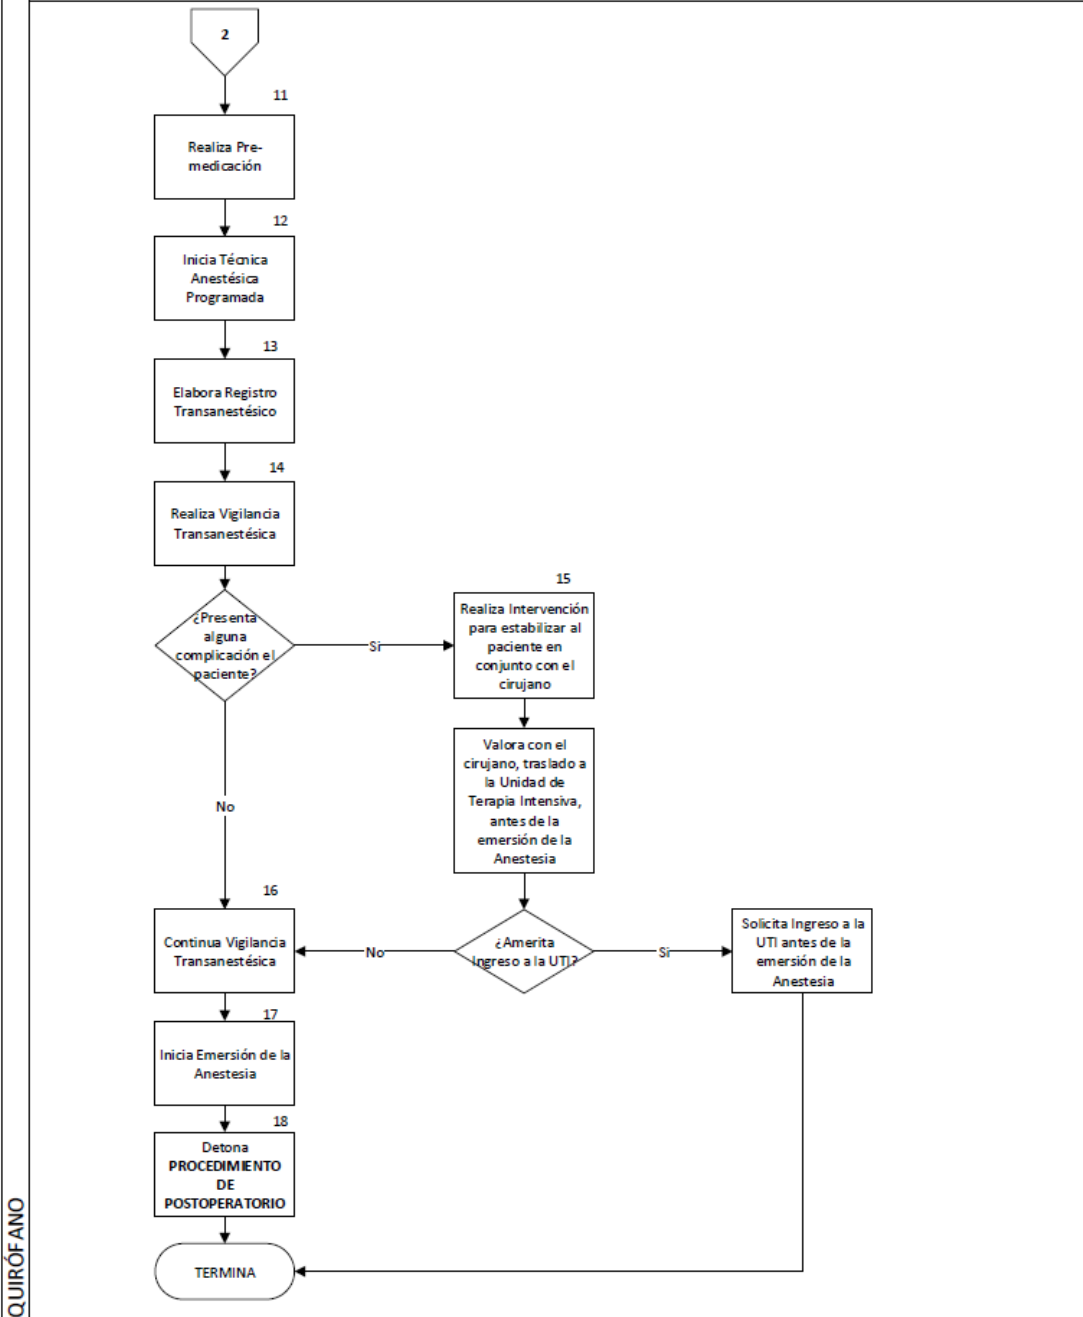 2
11
Realiza Pre-
medicación
12
Inicia Técnica
Anestésica
Programada
13
Elabora Registro
Transanestésico
14
Realiza Vigilancia
Transanestésica
¿Presenta
alguna
complicación el
paciente?
Sí
15
Realiza Intervención
para estabilizar al
paciente en
conjunto con el
cirujano
Valora con el
cirujano, traslado a
la Unidad de
Terapia Intensiva,
antes de la
emersión de la
Anestesia
No
16
Continua Vigilancia
Transanestésica
No
¿Amerita
Ingreso a la UTI?
Sí
Solicita Ingreso a la
UTI antes de la
emersión de la
Anestesia
17
Inicia Emersión de la
Anestesia
18
Detona
PROCEDIMIENTO
DE
POSTOPERATORIO
TERMINA
QUIRÓFANO